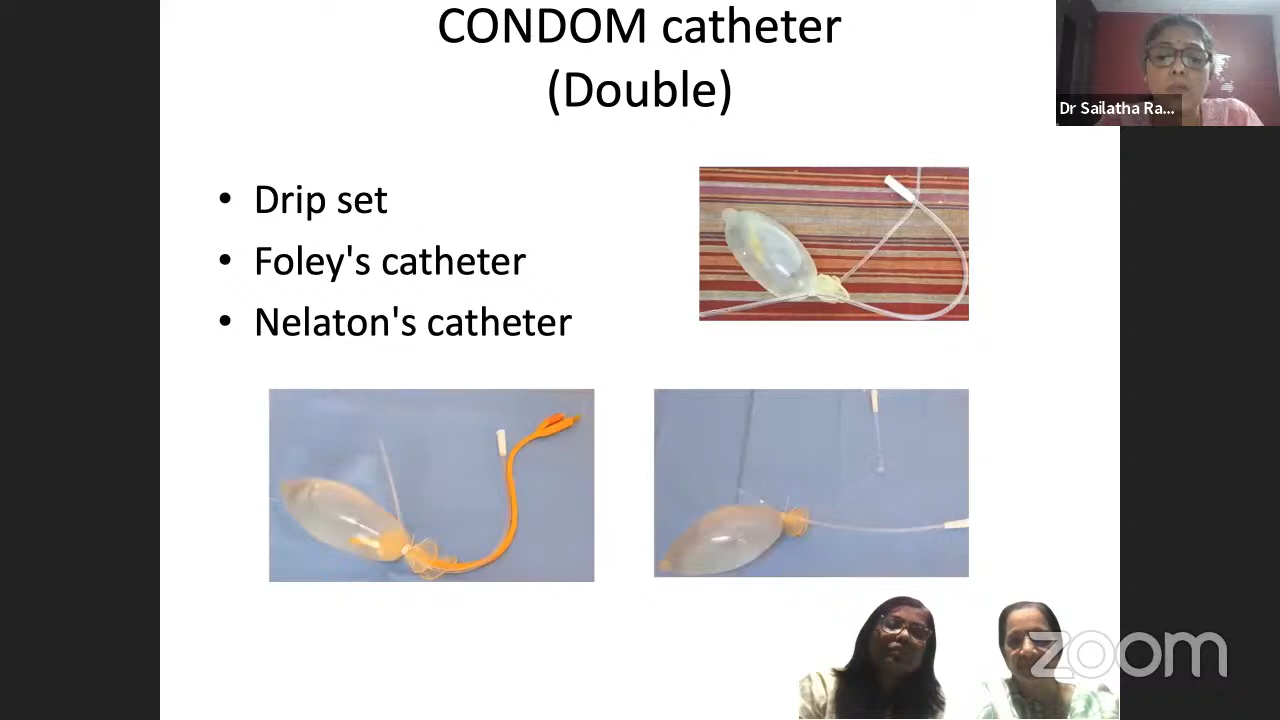 CONDOM catheter
(Double)
Dr Sailatha Ra...
• Drip set
• Foley's catheter
• Nelaton's catheter
zoom